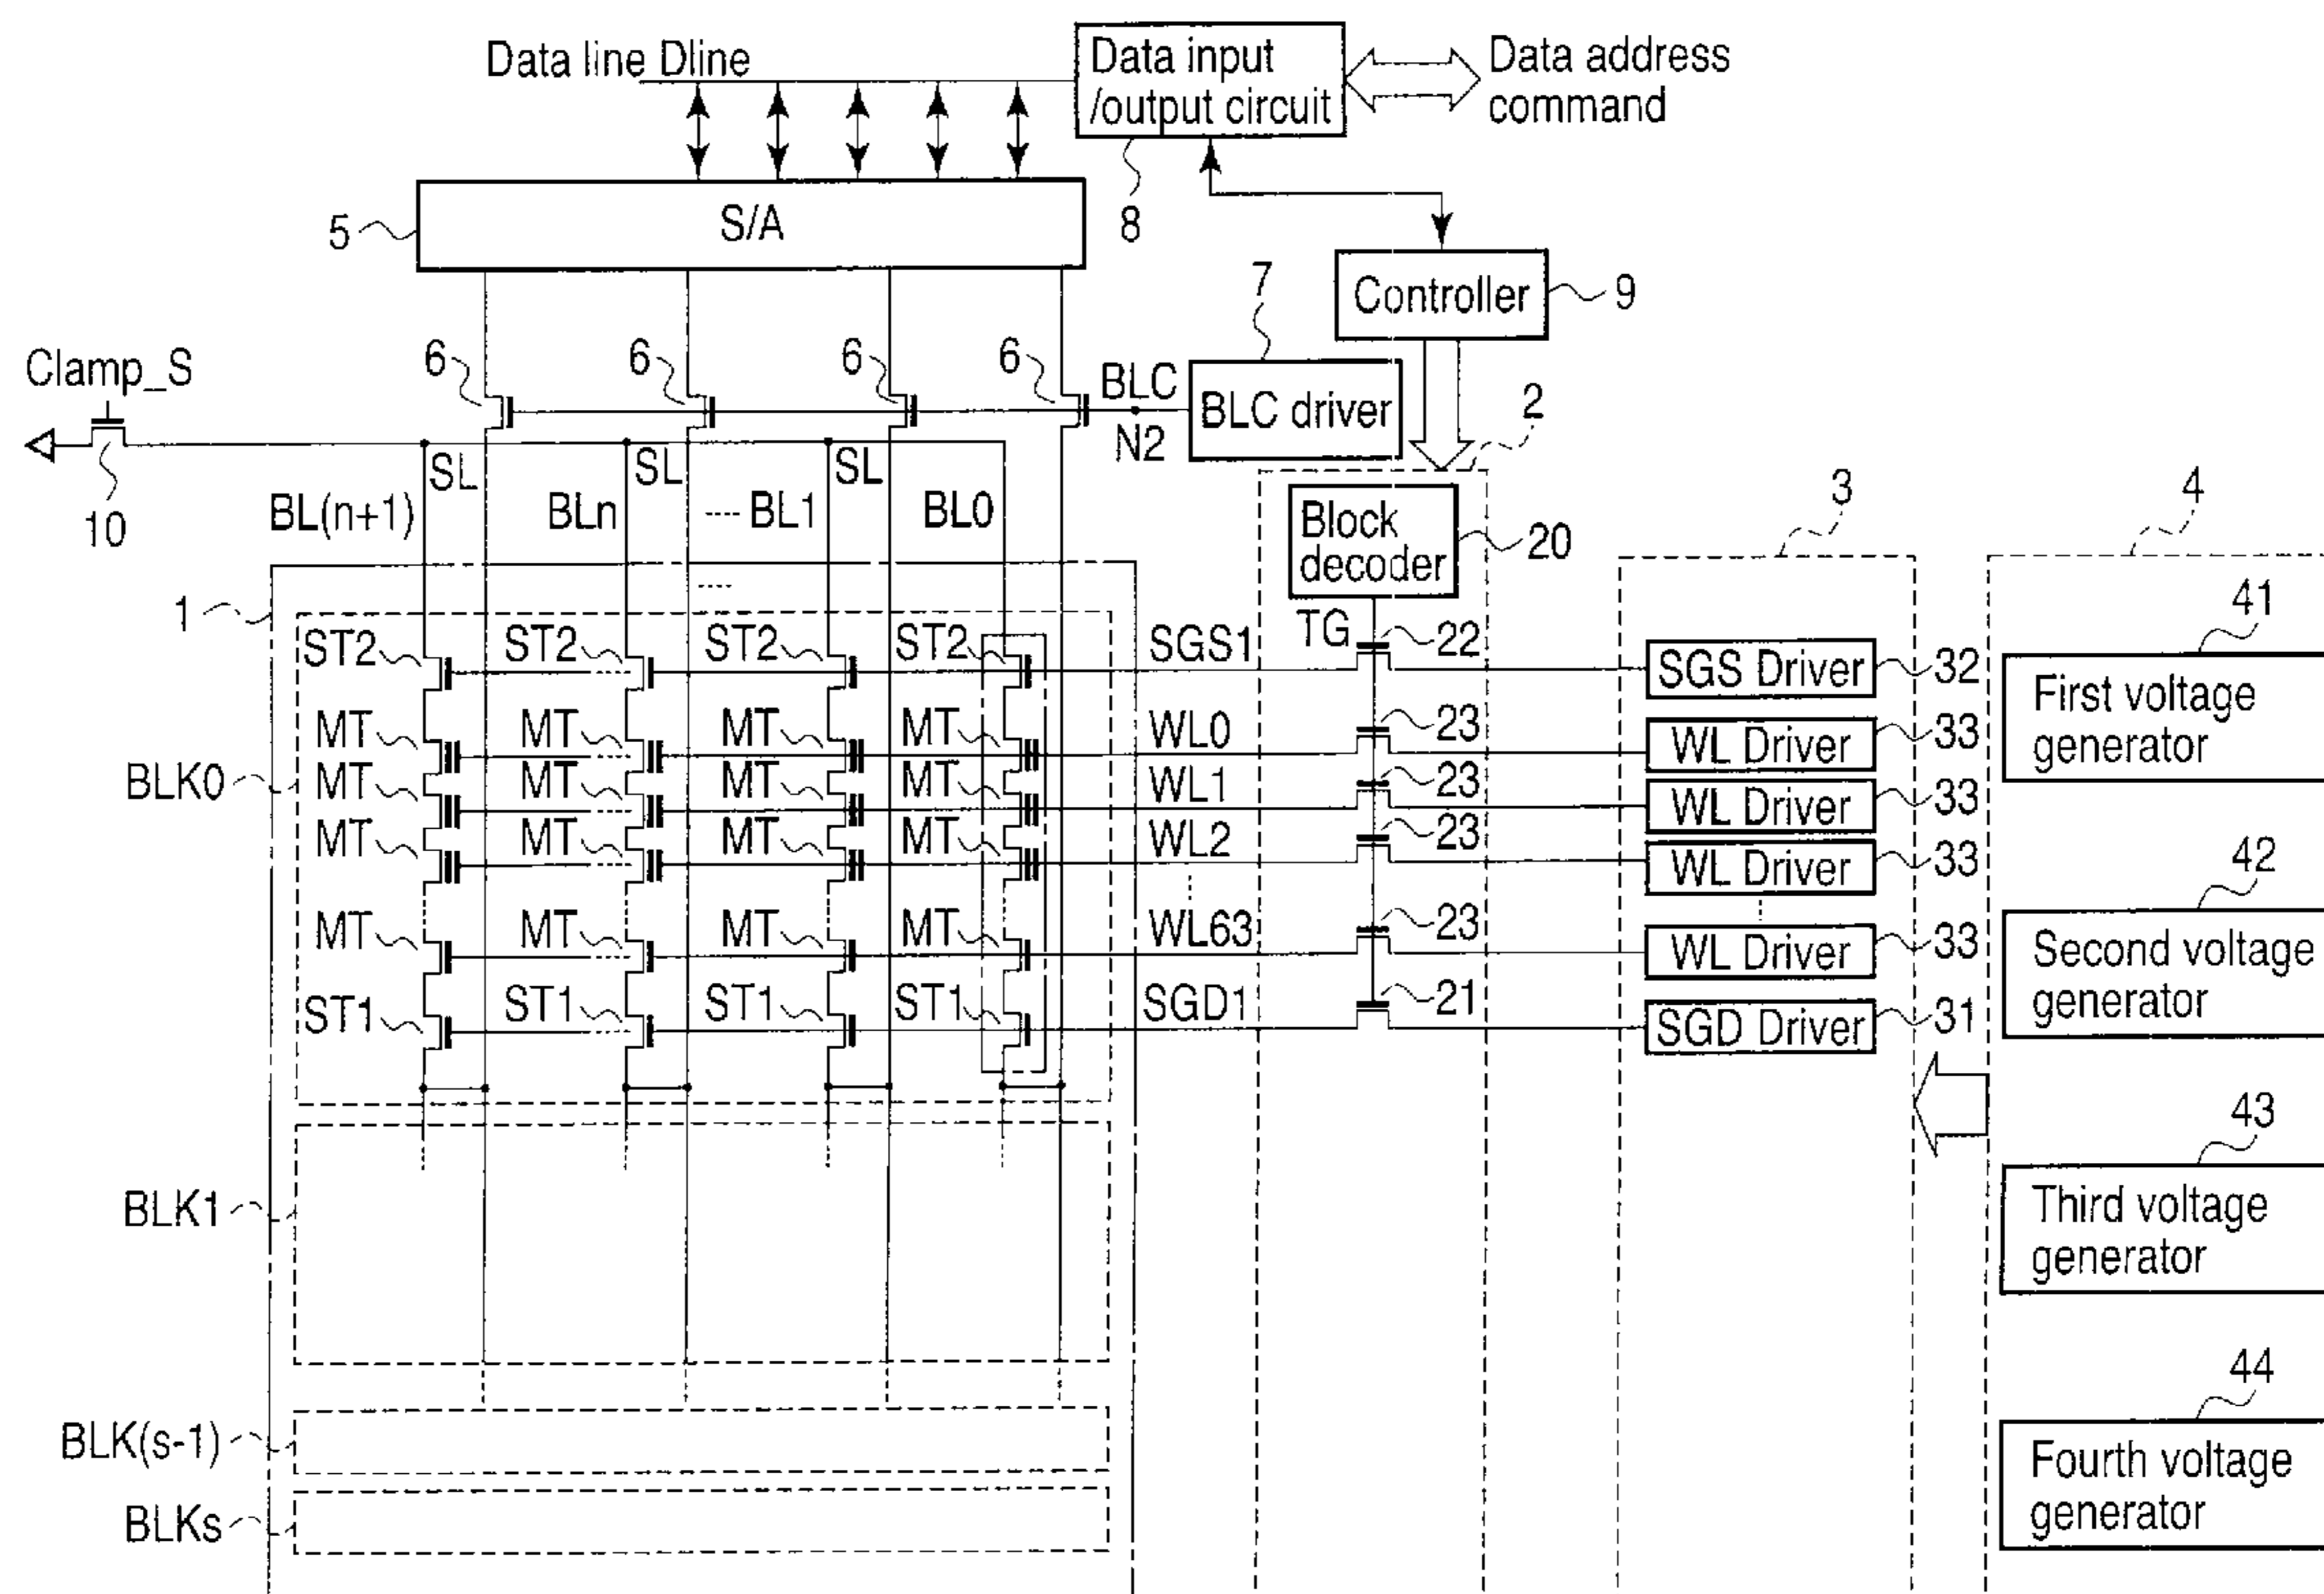 Data line Dline
Data input
/output circuit
Data address
command
8
5
S/A
7
Controller
9
Clamp_S
6
6
6
6
BLC
N2
BLC driver
2
10
SL
SL
SL
BL(n+1)
BLn
BL1
BL0
Block
decoder
20
3
4
1
ST2
ST2
ST2
ST2
SGS1
TG
22
SGS Driver
32
41
First voltage
generator
MT
MT
MT
MT
WL0
23
WL Driver
33
BLK0
MT
MT
MT
MT
WL1
23
WL Driver
33
MT
MT
MT
MT
WL2
23
WL Driver
33
42
Second voltage
generator
MT
MT
MT
MT
WL63
23
WL Driver
33
ST1
ST1
ST1
ST1
SGD1
21
SGD Driver
31
43
Third voltage
generator
BLK1
44
Fourth voltage
generator
BLK(s-1)
BLKs